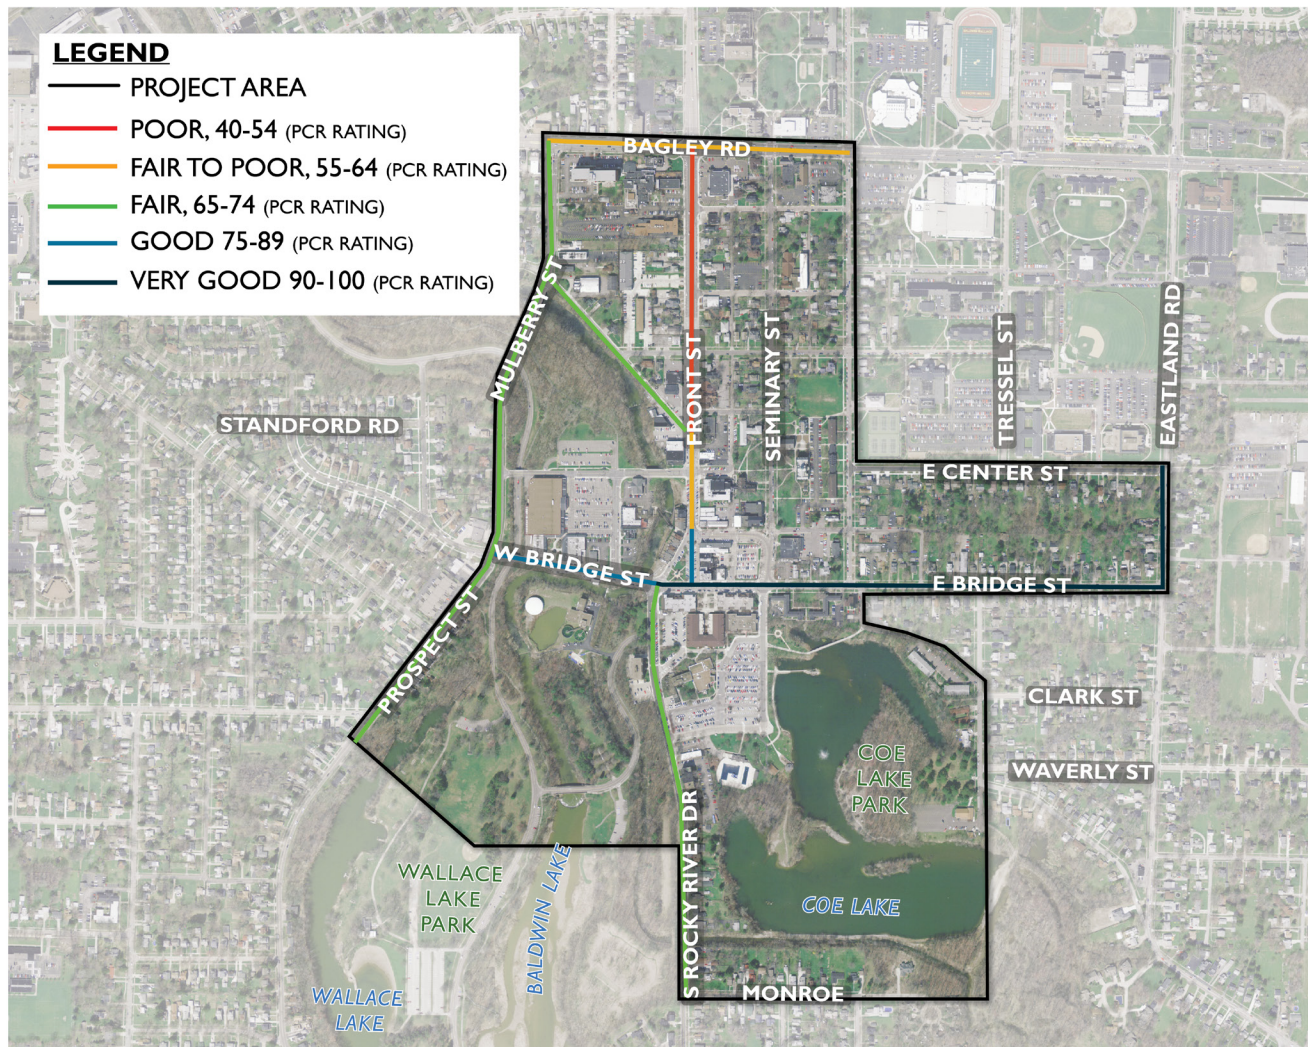 LEGEND
PROJECT AREA
POOR, 40-54 (PCR RATING)
FAIR TO POOR, 55-64 (PCR RATING)
FAIR, 65-74 (PCR RATING)
GOOD 75-89 (PCR RATING)
VERY GOOD 90-100 (PCR RATING)
BAGLEY RD
MULBERRY ST
FRONT ST
SEMINARY ST
TRESSEL ST
EASTLAND RD
STANDFORD RD
E CENTER ST
W BRIDGE ST
E BRIDGE ST
PROSPECT ST
CLARK ST
WAVERLY ST
COE
LAKE
PARK
S ROCKY RIVER DR
WALLACE
LAKE
PARK
BALDWIN LAKE
COE LAKE
WALLACE
LAKE
MONROE